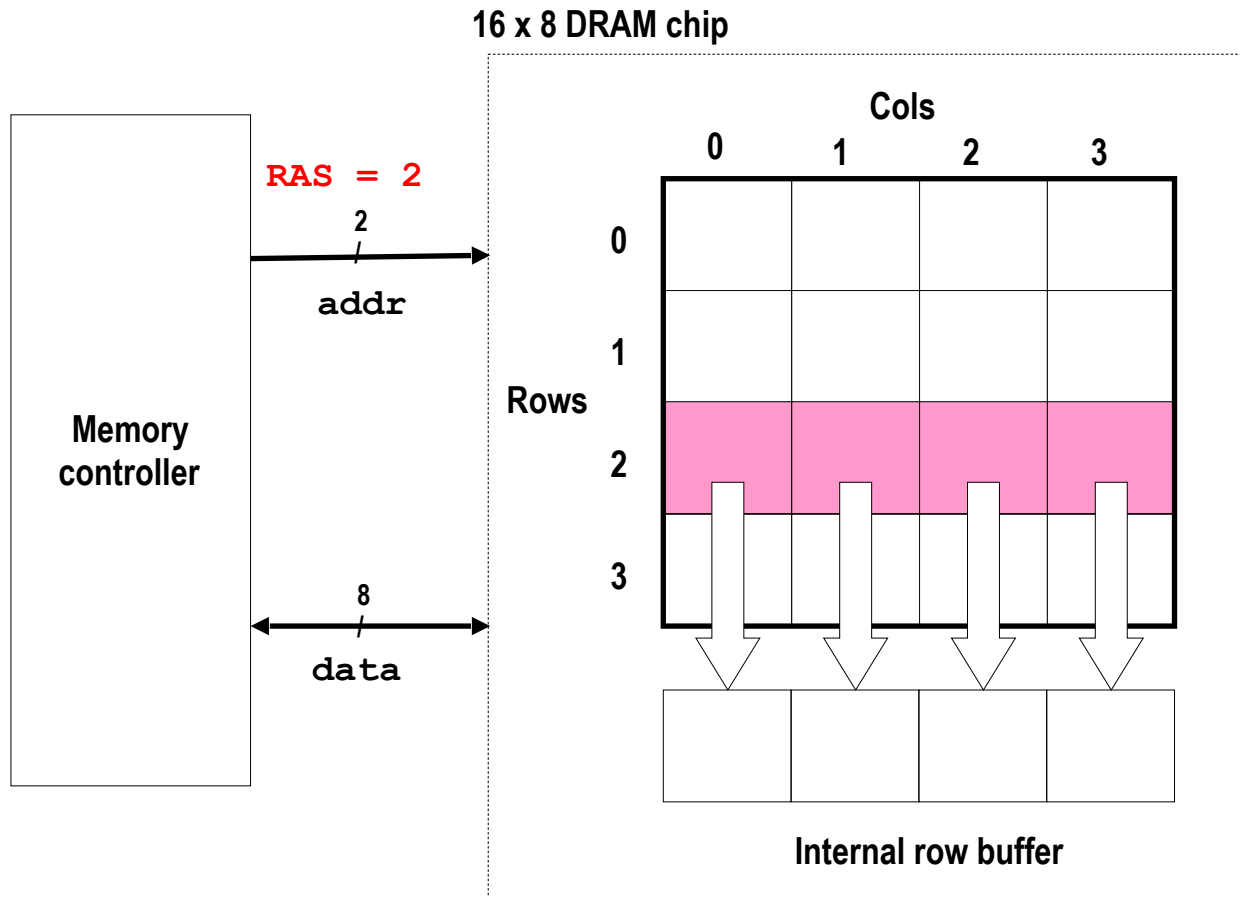 16 x 8 DRAM chip
Cols
0 1 2 3
RAS = 2
2
addr
0
1
Rows
2
3
Memory
controller
8
data
Internal row buffer